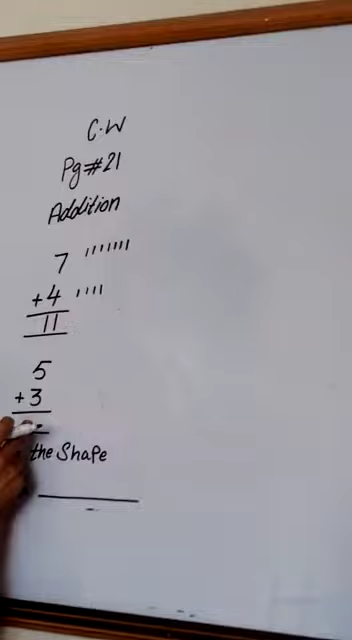 C.W
Pg#21
Addition
7
+4
11
5
+3
the Shape